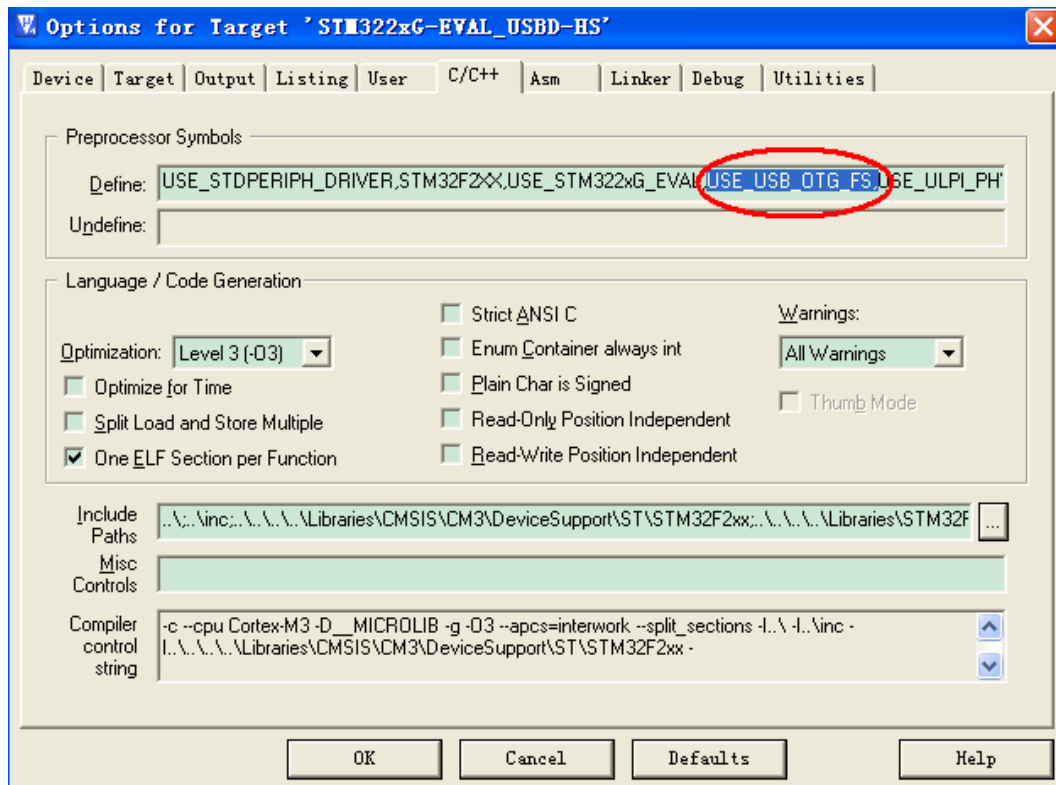 Options for Target 'STM322xG-EVAL_USBD-HS'
Device Target Output Listing User C/C++ Asm Linker Debug Utilities
Preprocessor Symbols
Define: USE_STDPERIPH_DRIVER,STM32F2XX,USE_STM322xG_EVAL,USE_USB_OTG_FS,USE_ULPI_PHY
Undefine:
Language / Code Generation
Strict ANSI C Warnings:
Optimization: Level 3 (-O3) Enum Container always int All Warnings
Optimize for Time Plain Char is Signed Thumb Mode
Split Load and Store Multiple Read-Only Position Independent
One ELF Section per Function Read-Write Position Independent
Include Paths ..\;..\inc;..\..\..\..\Libraries\CMSIS\CM3\DeviceSupport\ST\STM32F2xx;..\..\..\..\Libraries\STM32F ...
Misc Controls
Compiler control string -c --cpu Cortex-M3 -D__MICROLIB -g -O3 --apcs=interwork --split_sections -I..\ -I..\inc -
I..\..\..\..\Libraries\CMSIS\CM3\DeviceSupport\ST\STM32F2xx -
OK Cancel Defaults Help